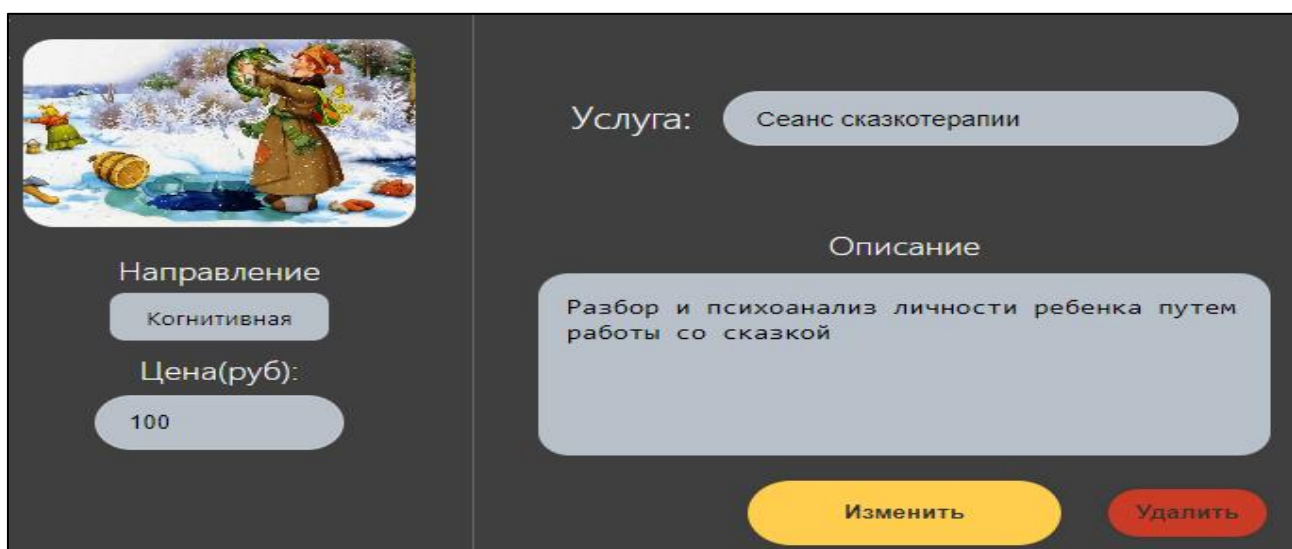 Направление
Когнитивная
Цена(руб):
100
Услуга: Сеанс сказкотерапии
Описание
Разбор и психоанализ личности ребенка путем
работы со сказкой
Изменить Удалить